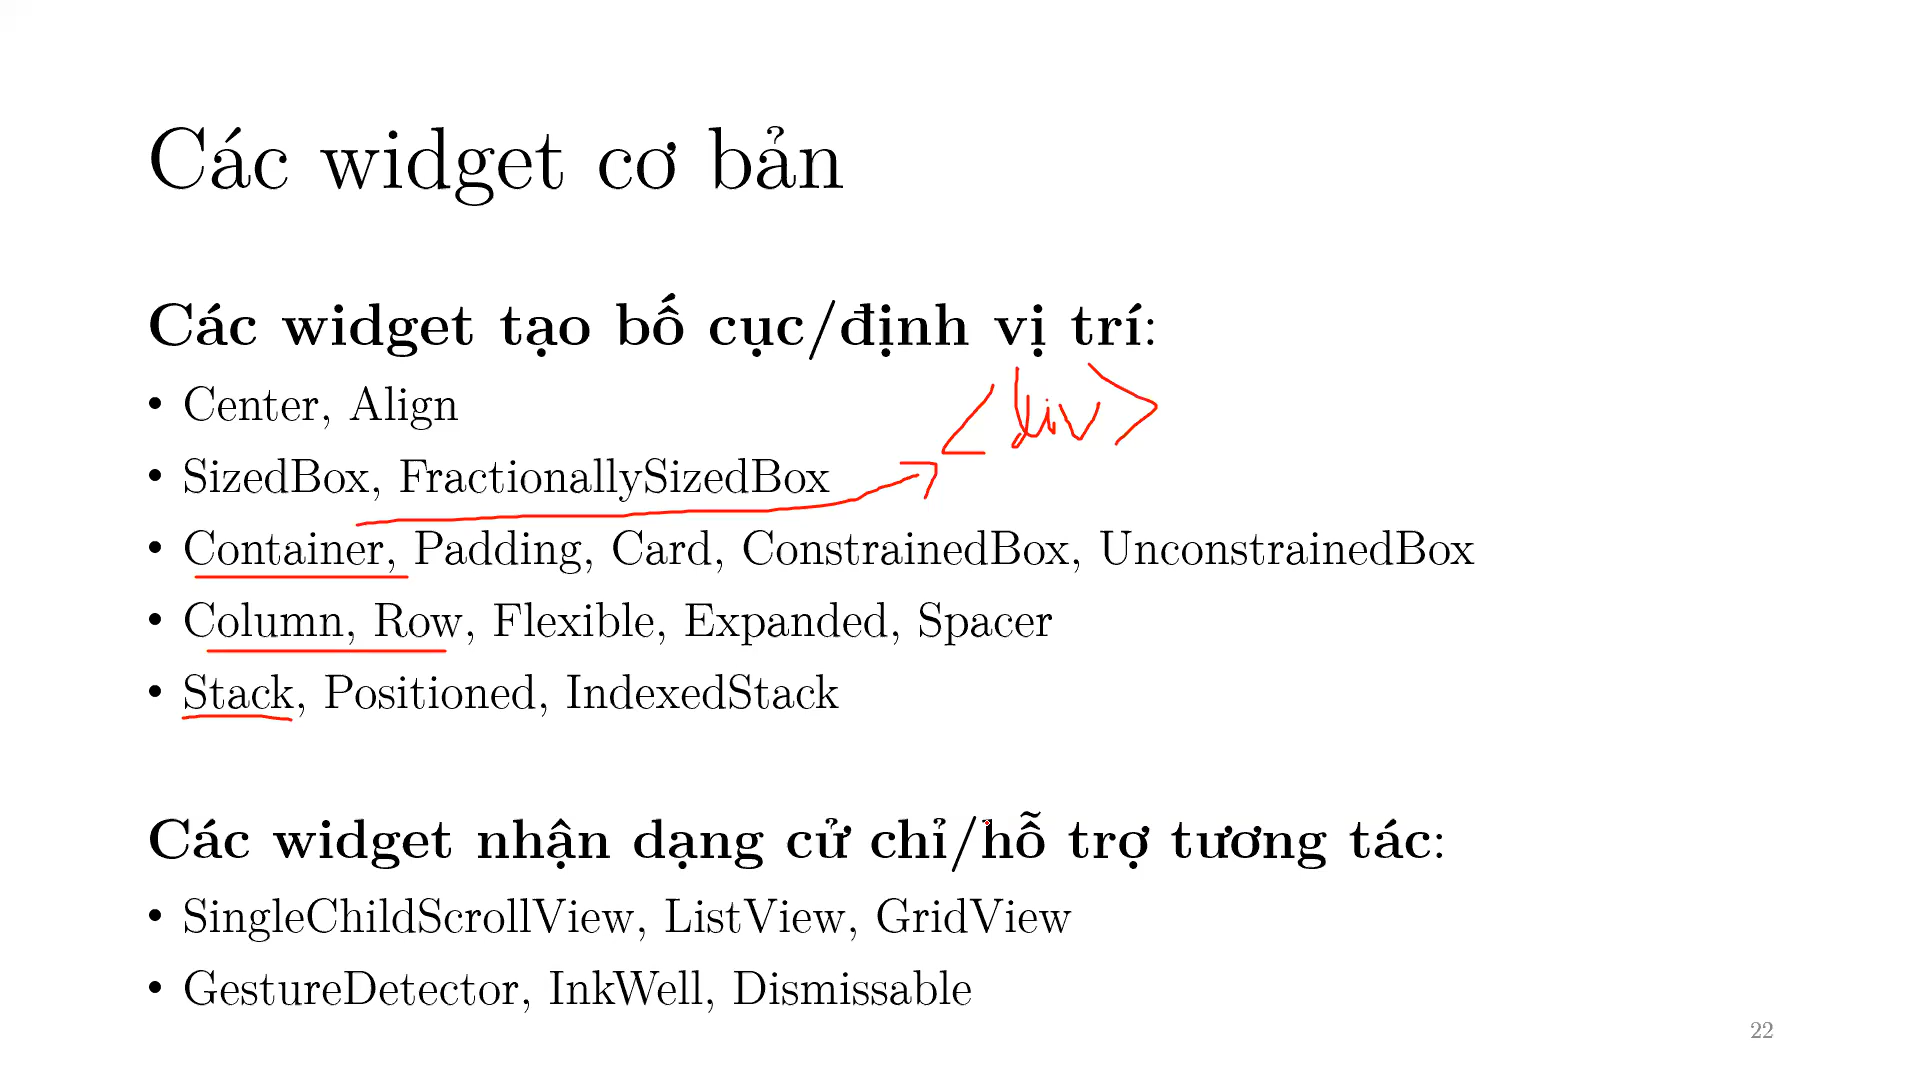 Các widget cơ bản
Các widget tạo bố cục/định vị trí:
• Center, Align
<div>
• SizedBox, FractionallySizedBox
• Container, Padding, Card, ConstrainedBox, UnconstrainedBox
• Column, Row, Flexible, Expanded, Spacer
• Stack, Positioned, IndexedStack
Các widget nhận dạng cử chỉ/hỗ trợ tương tác:
• SingleChildScrollView, ListView, GridView
• GestureDetector, InkWell, Dismissable
22